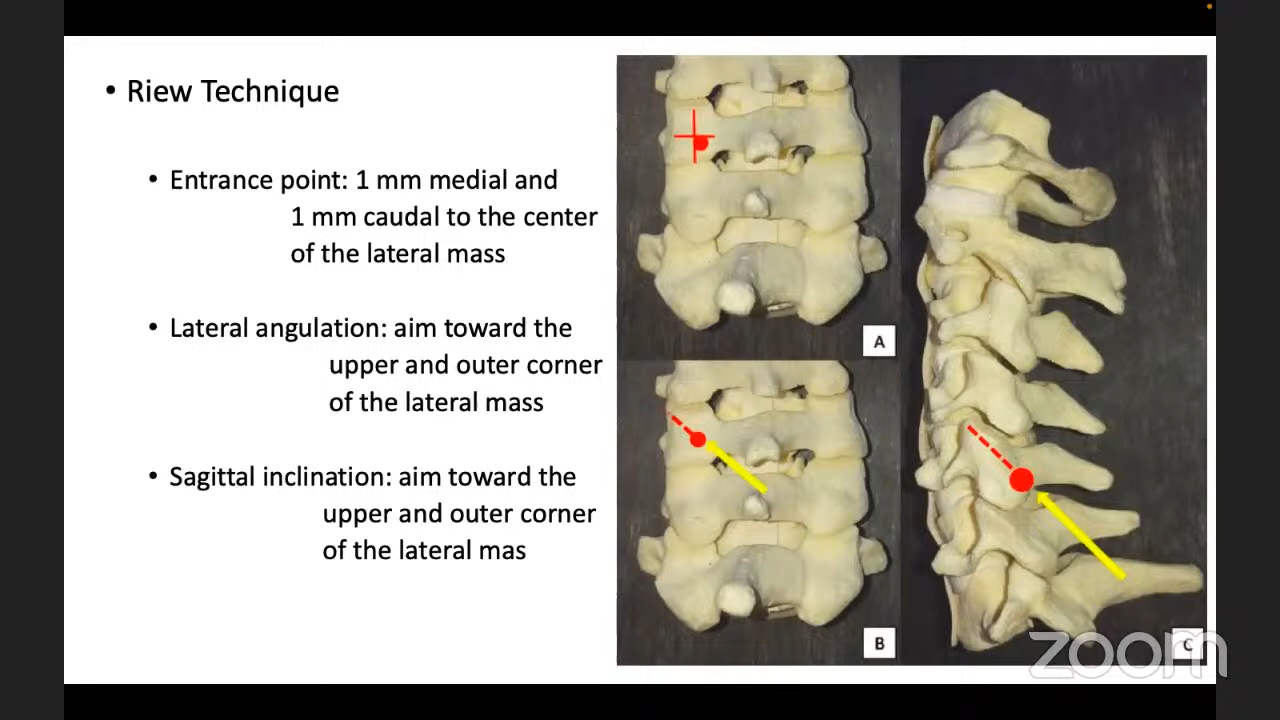 • Riew Technique
• Entrance point: 1 mm medial and
1 mm caudal to the center
of the lateral mass
• Lateral angulation: aim toward the
upper and outer corner
of the lateral mass
• Sagittal inclination: aim toward the
upper and outer corner
of the lateral mas
A
B
C
zoom